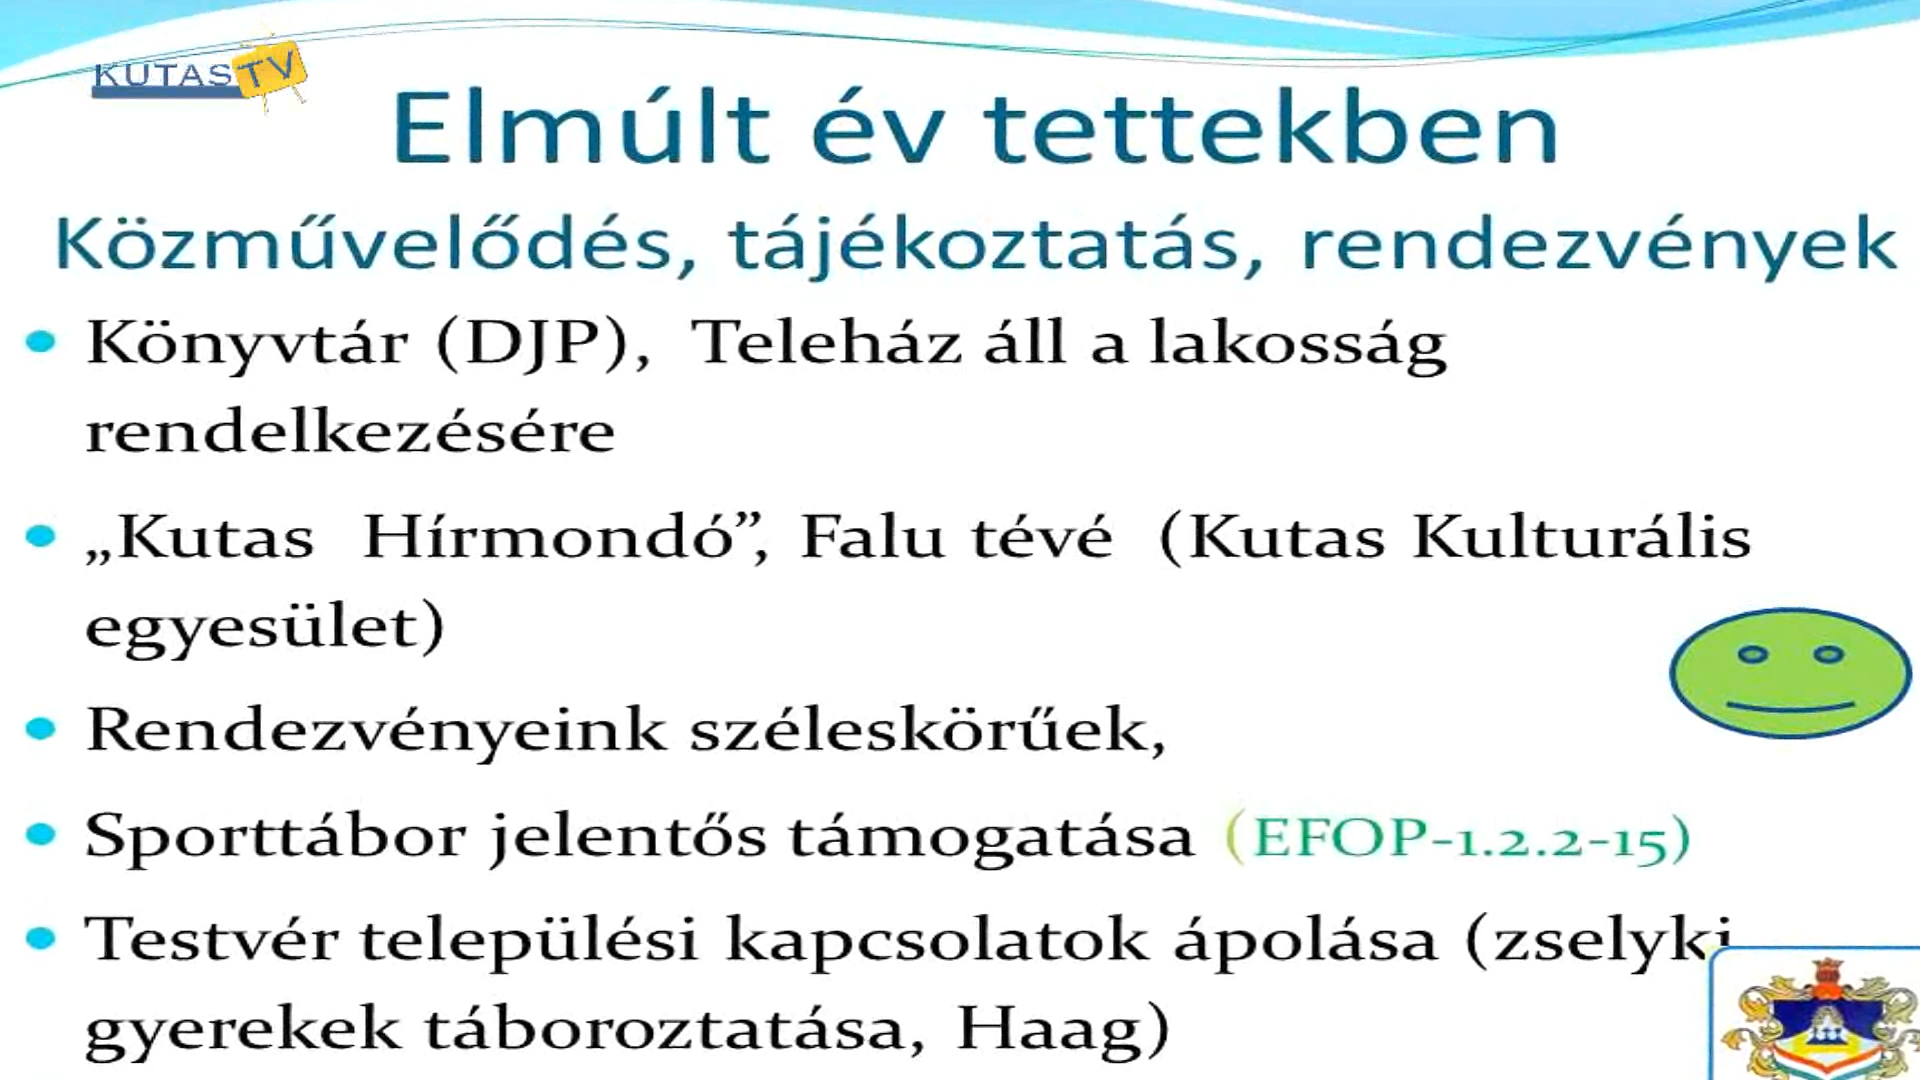 KUTAS TV
Elmúlt év tettekben
Közművelődés, tájékoztatás, rendezvények
• Könyvtár (DJP), Teleház áll a lakosság
rendelkezésére
• „Kutas Hírmondó”, Falu tévé (Kutas Kulturális
egyesület)
• Rendezvényeink széleskörűek,
• Sporttábor jelentős támogatása (EFOP-1.2.2-15)
• Testvér települési kapcsolatok ápolása (zselyki
gyerekek táboroztatása, Haag)